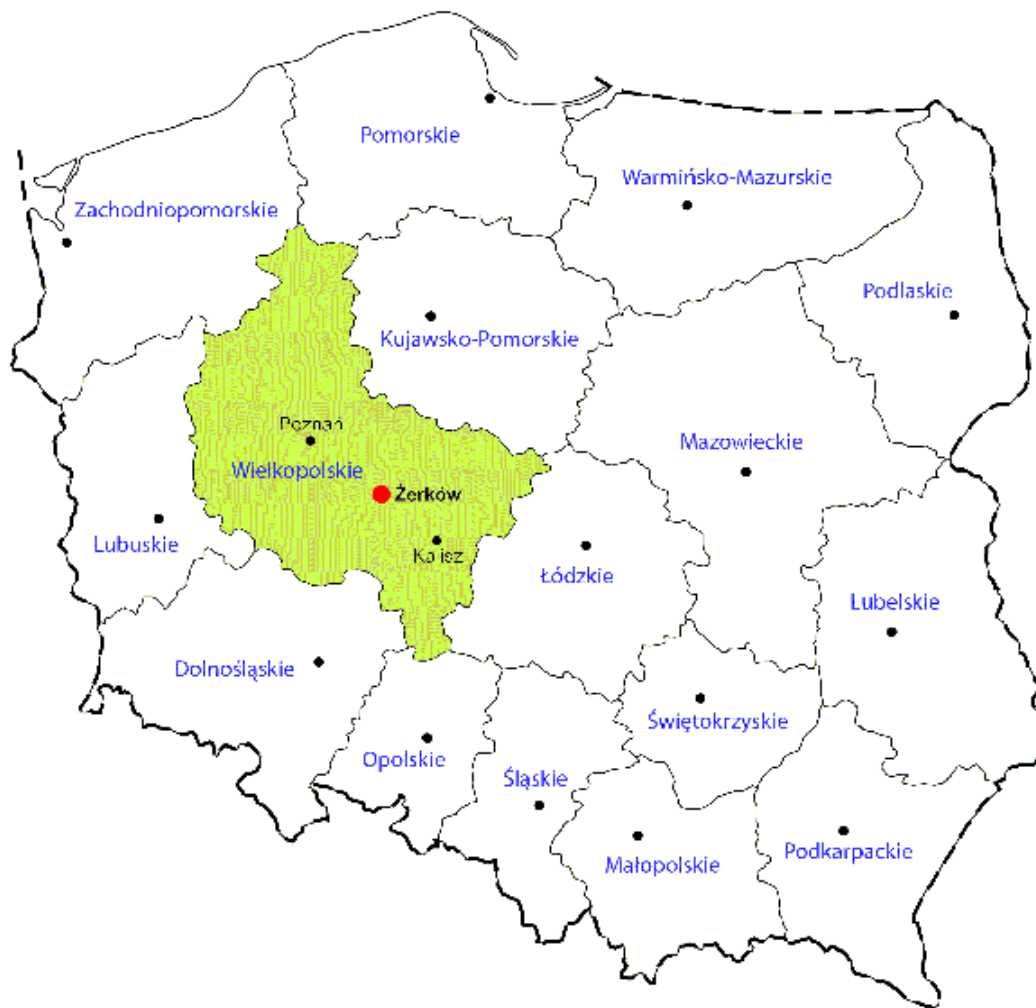 Pomorskie
Warmińsko-Mazurskie
Zachodniopomorskie
Podlaskie
Kujawsko-Pomorskie
Poznań
Mazowieckie
Wielkopolskie
Żerków
Lubuskie
Kalisz
Łódzkie
Lubelskie
Dolnośląskie
Świętokrzyskie
Opolskie
Śląskie
Małopolskie
Podkarpackie